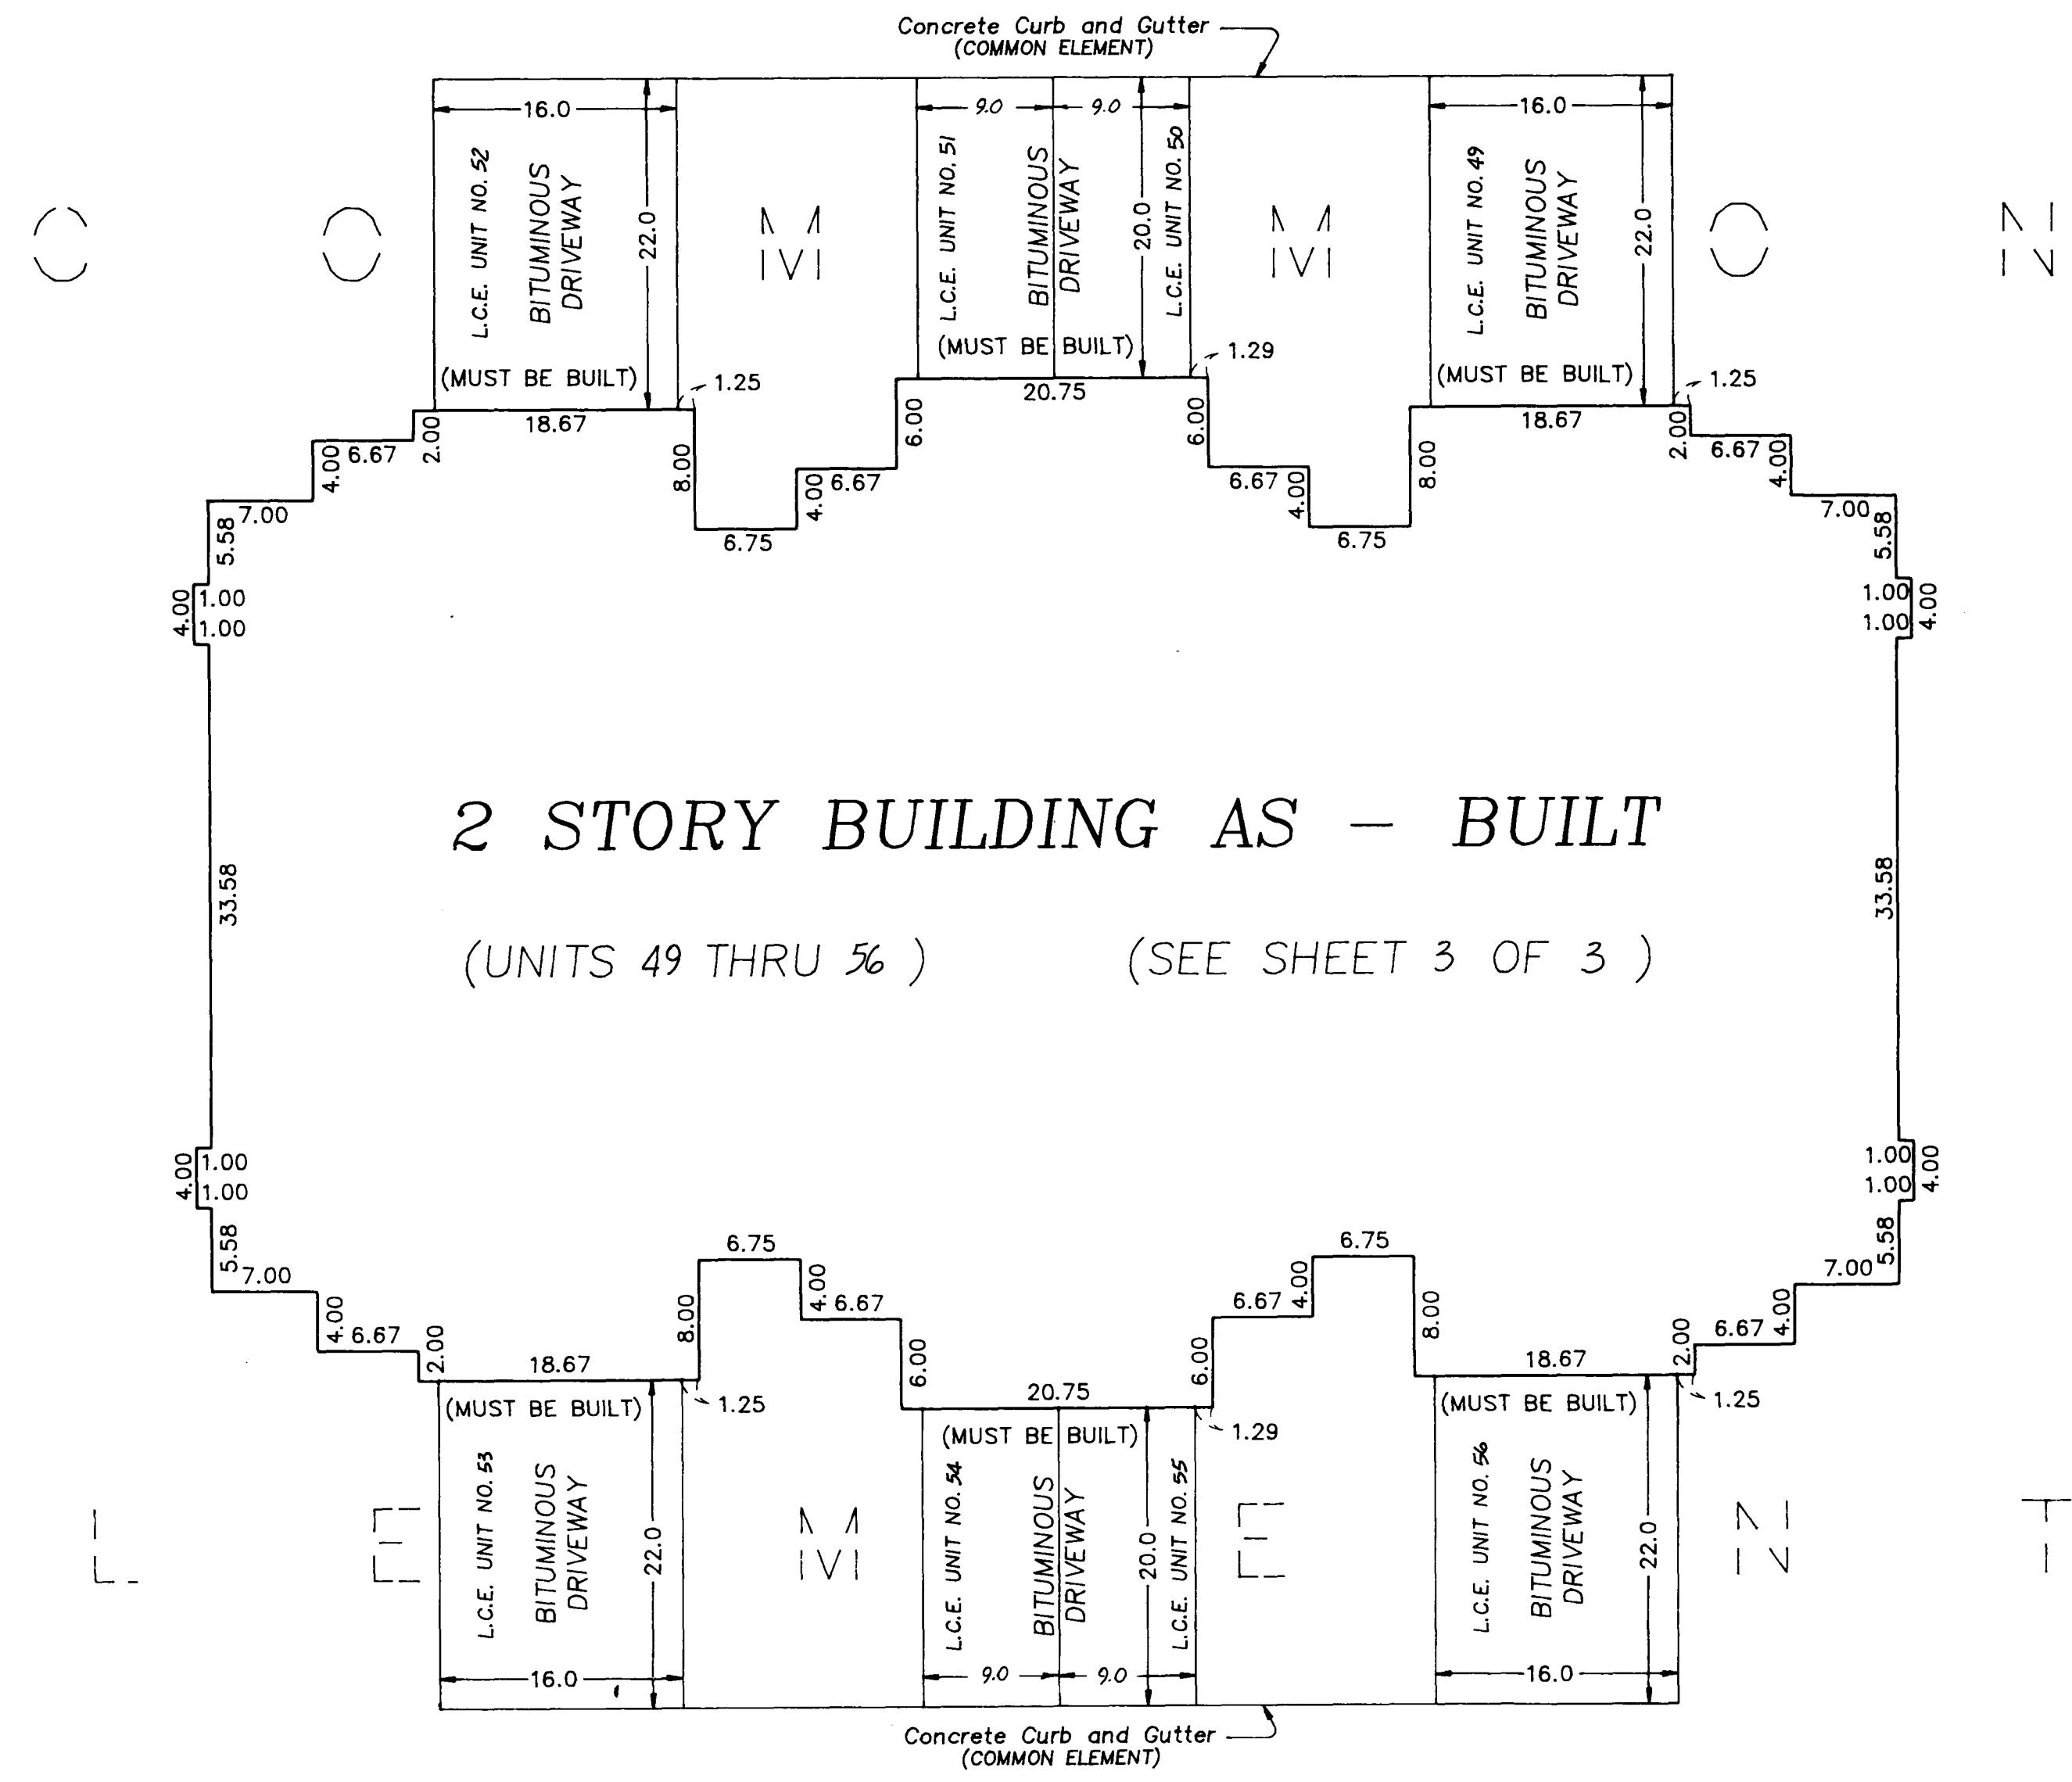 Concrete Curb and Gutter
(COMMON ELEMENT)
16.0
9.0
9.0
16.0
L.C.E. UNIT NO. 52
BITUMINOUS
DRIVEWAY
22.0
(MUST BE BUILT)
1.25
L.C.E. UNIT NO. 51
BITUMINOUS
DRIVEWAY
20.0
L.C.E. UNIT NO. 50
(MUST BE BUILT)
1.29
L.C.E. UNIT NO. 49
BITUMINOUS
DRIVEWAY
22.0
(MUST BE BUILT)
1.25
C O M M O N
7.00
4.00
6.67
2.00
18.67
8.00
6.75
4.00
6.67
6.00
20.75
6.00
6.67
4.00
6.75
8.00
18.67
2.00
6.67
4.00
7.00
5.58
5.58
4.00
1.00
1.00
1.00
1.00
4.00
2 STORY BUILDING AS - BUILT
33.58
33.58
(UNITS 49 THRU 56 )
(SEE SHEET 3 OF 3 )
4.00
1.00
1.00
1.00
1.00
4.00
5.58
5.58
7.00
4.00
6.67
2.00
18.67
8.00
6.75
4.00
6.67
6.00
20.75
6.00
6.67
4.00
6.75
8.00
18.67
2.00
6.67
4.00
7.00
(MUST BE BUILT)
1.25
L.C.E. UNIT NO. 53
BITUMINOUS
DRIVEWAY
22.0
16.0
(MUST BE BUILT)
1.29
L.C.E. UNIT NO. 54
BITUMINOUS
DRIVEWAY
20.0
L.C.E. UNIT NO. 55
9.0
9.0
(MUST BE BUILT)
1.25
L.C.E. UNIT NO. 56
BITUMINOUS
DRIVEWAY
22.0
16.0
L E M E N T
Concrete Curb and Gutter
(COMMON ELEMENT)